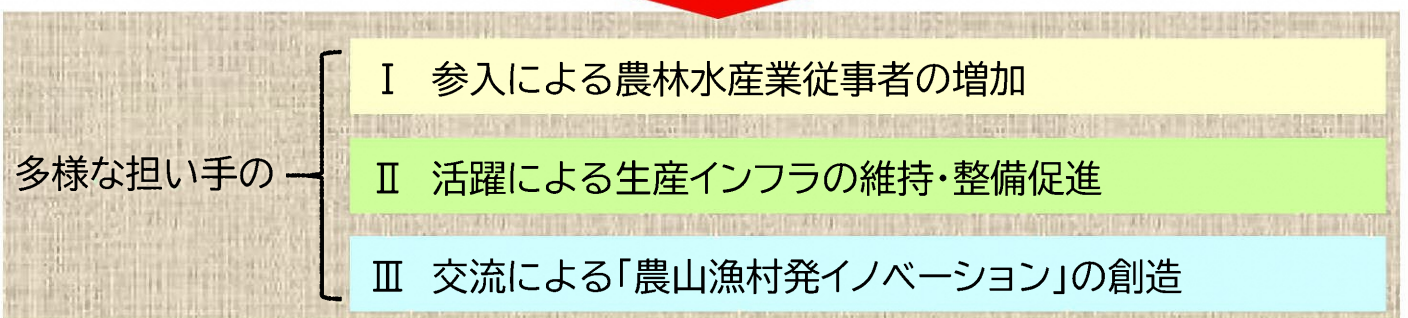 多様な担い手の
Ⅰ 参入による農林水産業従事者の増加
Ⅱ 活躍による生産インフラの維持・整備促進
Ⅲ 交流による「農山漁村発イノベーション」の創造